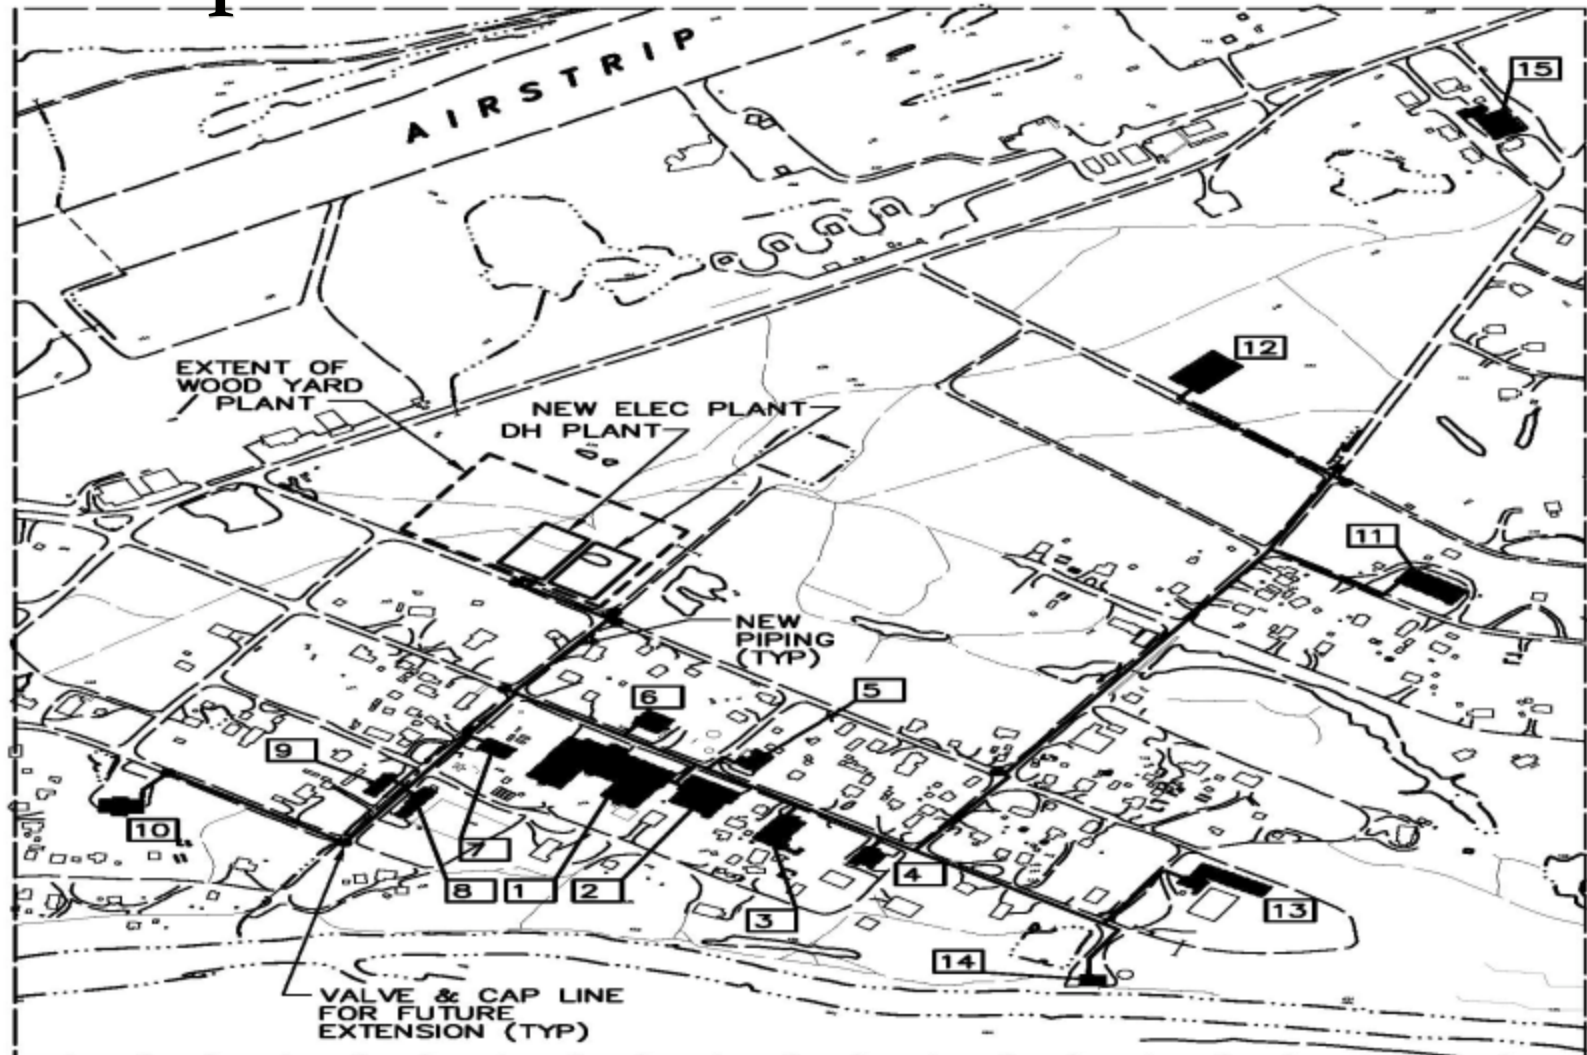 AIRSTRIP
15
12
EXTENT OF
WOOD YARD
PLANT
NEW ELEC PLANT
DH PLANT
11
NEW
PIPING
(TYP)
6
5
9
10
7
8
1
2
4
3
13
14
VALVE & CAP LINE
FOR FUTURE
EXTENSION (TYP)